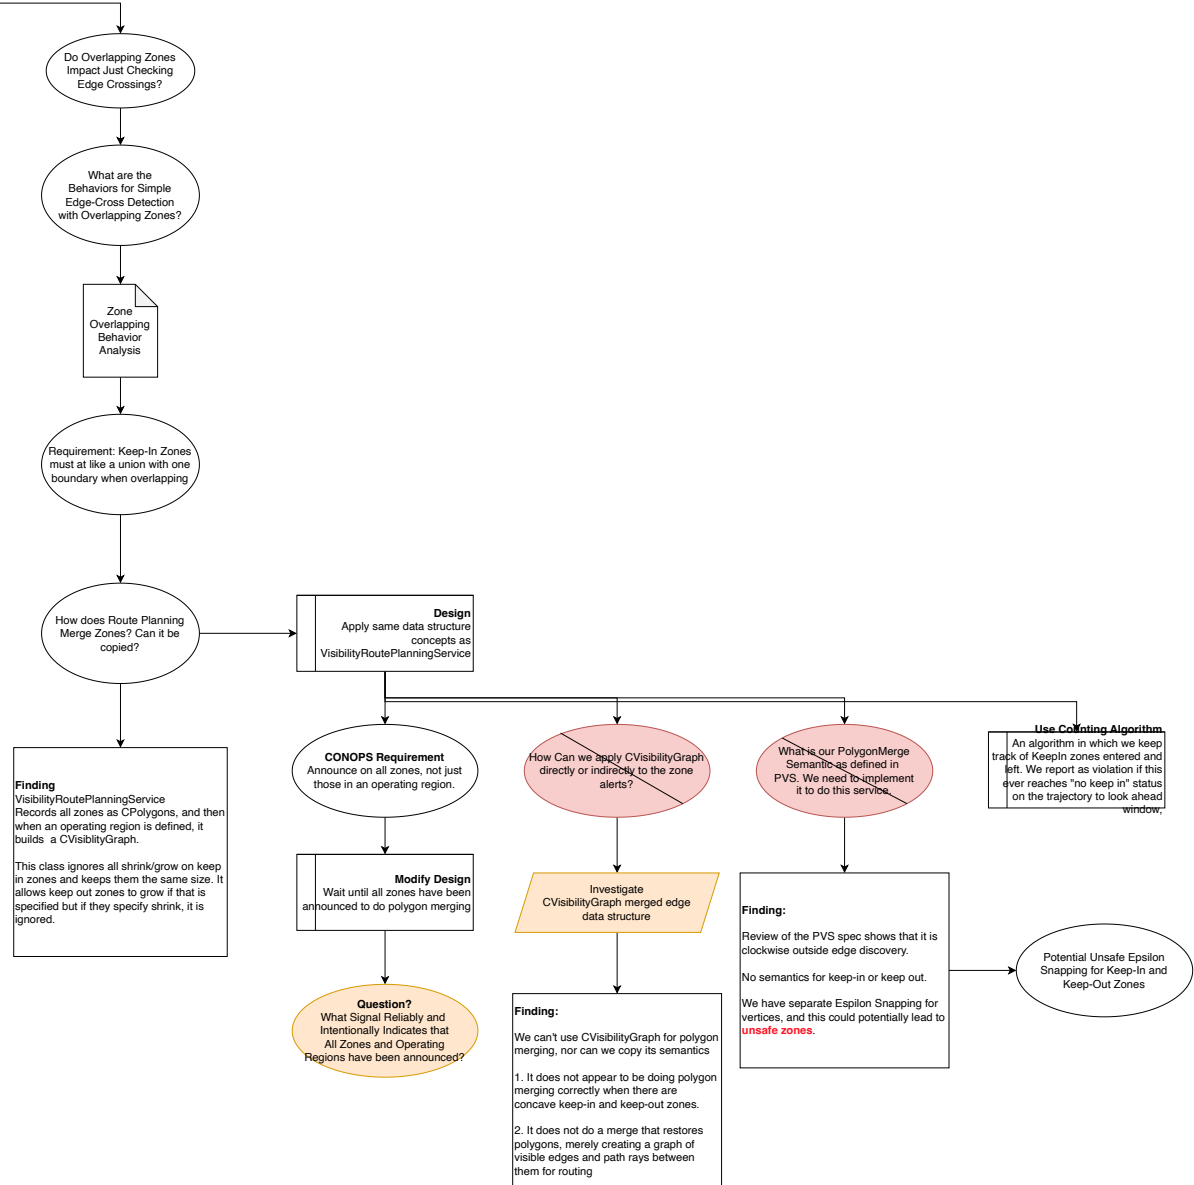 Do Overlapping Zones
Impact Just Checking
Edge Crossings?
What are the
Behaviors for Simple
Edge-Cross Detection
with Overlapping Zones?
Zone
Overlapping
Behavior
Analysis
Requirement: Keep-In Zones
must at like a union with one
boundary when overlapping
How does Route Planning
Merge Zones? Can it be
copied?
Design
Apply same data structure
concepts as
VisibilityRoutePlanningService
Finding
VisibilityRoutePlanningService
Records all zones as CPolygons, and then
when an operating region is defined, it
builds a CVisiblityGraph.
This class ignores all shrink/grow on keep
in zones and keeps them the same size. It
allows keep out zones to grow if that is
specified but if they specify shrink, it is
ignored.
CONOPS Requirement
Announce on all zones, not just
those in an operating region.
Modify Design
Wait until all zones have been
announced to do polygon merging
Question?
What Signal Reliably and
Intentionally Indicates that
All Zones and Operating
Regions have been announced?
How Can we apply CVisibilityGraph
directly or indirectly to the zone
alerts?
Investigate
CVisibilityGraph merged edge
data structure
Finding:
We can't use CVisibilityGraph for polygon
merging, nor can we copy its semantics
1. It does not appear to be doing polygon
merging correctly when there are
concave keep-in and keep-out zones.
2. It does not do a merge that restores
polygons, merely creating a graph of
visible edges and path rays between
them for routing
What is our PolygonMerge
Semantic as defined in
PVS. We need to implement
it to do this service.
Finding:
Review of the PVS spec shows that it is
clockwise outside edge discovery.
No semantics for keep-in or keep out.
We have separate Espilon Snapping for
vertices, and this could potentially lead to
unsafe zones.
Potential Unsafe Epsilon
Snapping for Keep-In and
Keep-Out Zones
Use Counting Algorithm
An algorithm in which we keep
track of KeepIn zones entered and
left. We report as violation if this
ever reaches "no keep in" status
on the trajectory to look ahead
window,